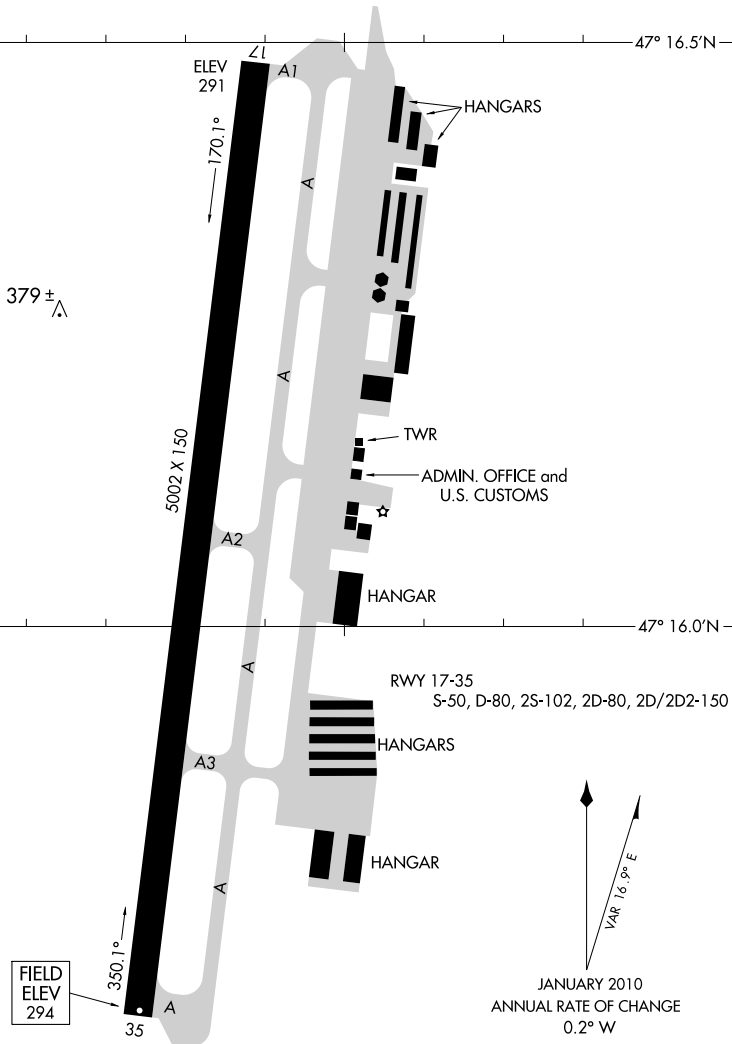 47° 16.5'N
17
ELEV
291
A1
HANGARS
170.1°
A
379 ±
A
TWR
5002 X 150
ADMIN. OFFICE and
U.S. CUSTOMS
A2
HANGAR
47° 16.0'N
A
RWY 17-35
S-50, D-80, 2S-102, 2D-80, 2D/2D2-150
HANGARS
A3
HANGAR
A
VAR 16.9° E
350.1°
FIELD
ELEV
294
A
35
JANUARY 2010
ANNUAL RATE OF CHANGE
0.2° W